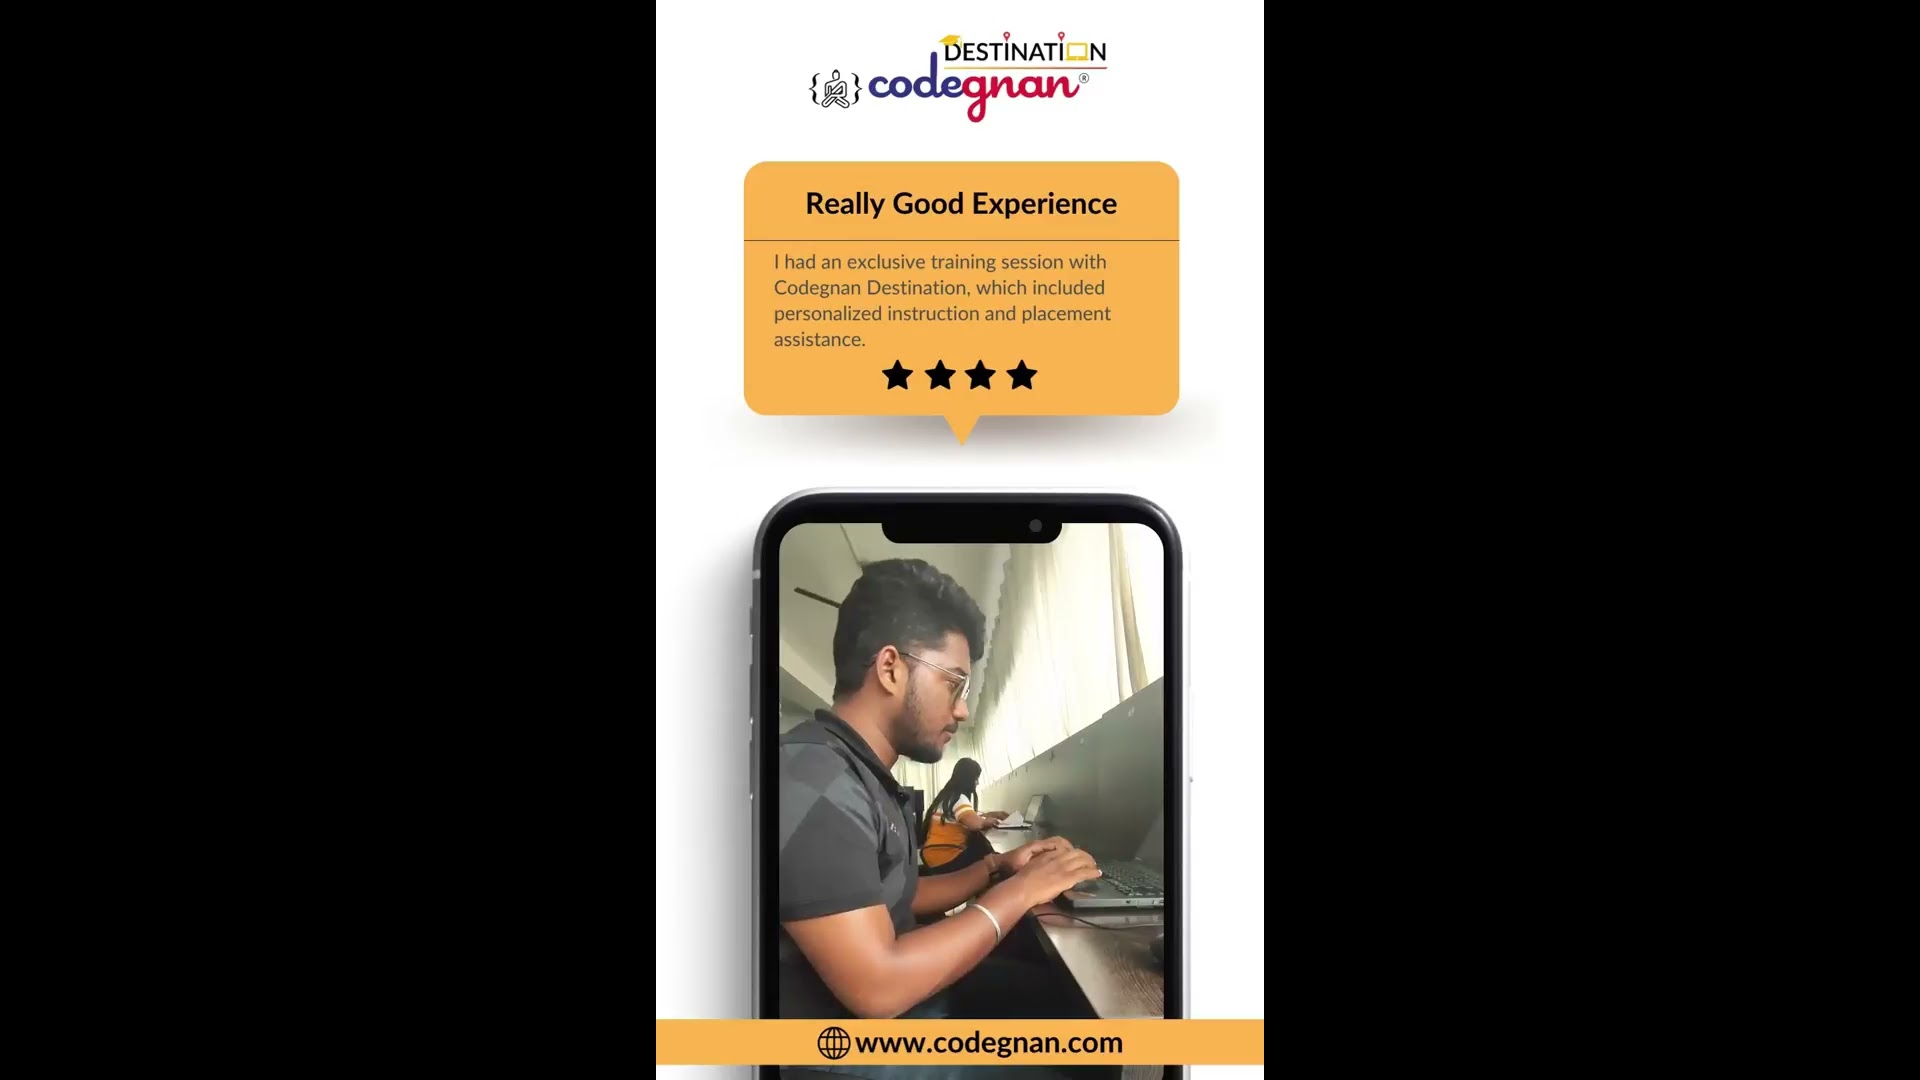 DESTINATION
codegnan®
Really Good Experience
I had an exclusive training session with
Codegnan Destination, which included
personalized instruction and placement
assistance.
www.codegnan.com